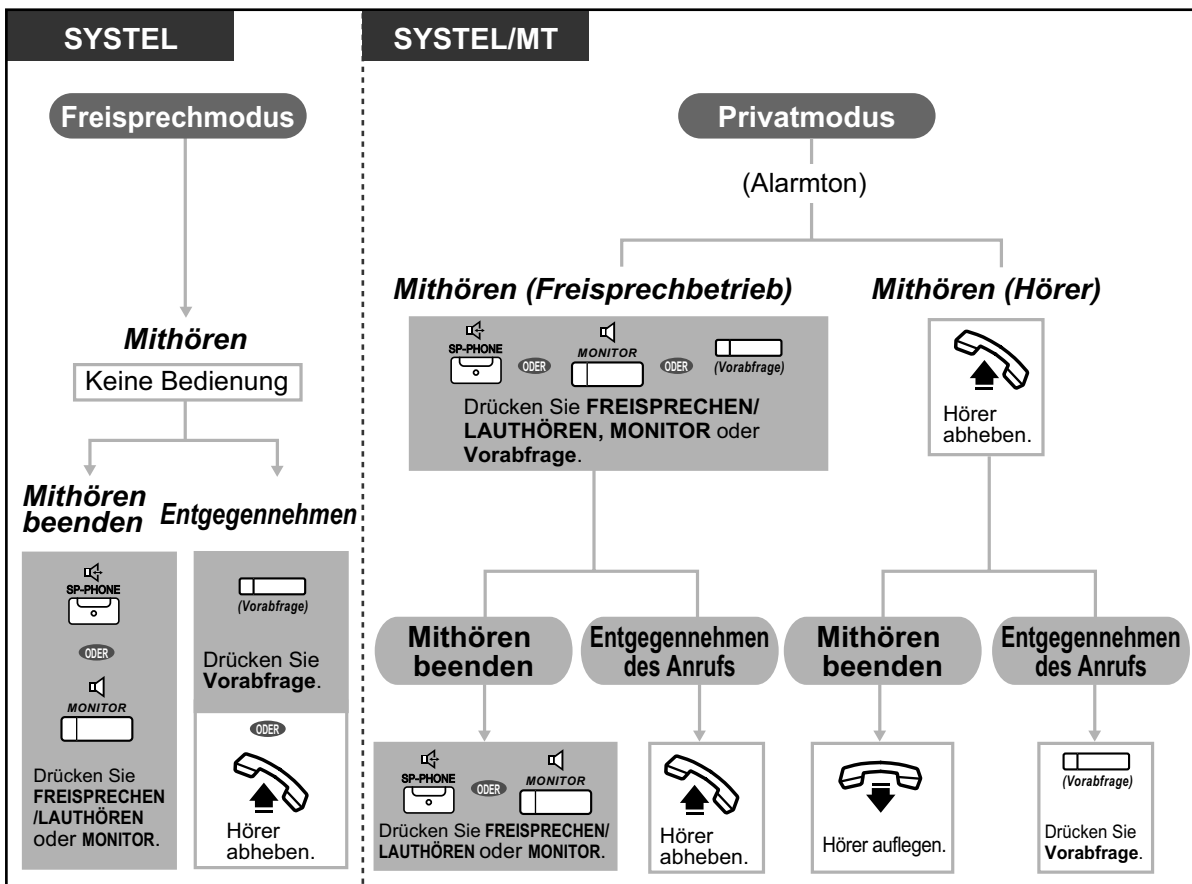 SYSTEL
Freisprechmodus
Mithören
Keine Bedienung
Mithören
beenden
Entgegennehmen
SP-PHONE
ODER
MONITOR
Drücken Sie
FREISPRECHEN
/LAUTHÖREN
oder MONITOR.
(Vorabfrage)
Drücken Sie
Vorabfrage.
ODER
Hörer
abheben.
SYSTEL/MT
Privatmodus
(Alarmton)
Mithören (Freisprechbetrieb)
SP-PHONE ODER MONITOR ODER (Vorabfrage)
Drücken Sie FREISPRECHEN/
LAUTHÖREN, MONITOR oder
Vorabfrage.
Mithören (Hörer)
Hörer
abheben.
Mithören
beenden
SP-PHONE ODER MONITOR
Drücken Sie FREISPRECHEN/
LAUTHÖREN oder MONITOR.
Entgegennehmen
des Anrufs
Hörer
abheben.
Mithören
beenden
Hörer auflegen.
Entgegennehmen
des Anrufs
(Vorabfrage)
Drücken Sie
Vorabfrage.